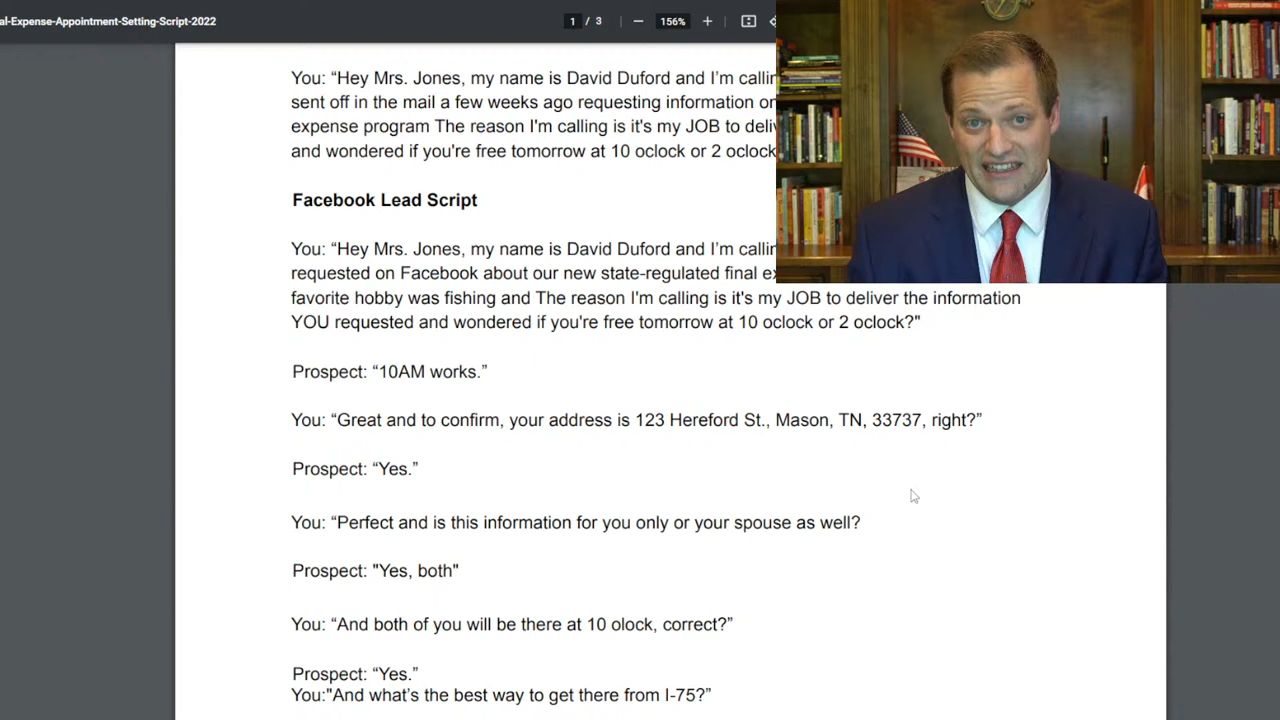 al-Expense-Appointment-Setting-Script-2022
1 / 3
156%
You: “Hey Mrs. Jones, my name is David Duford and I’m callin
sent off in the mail a few weeks ago requesting information on
expense program The reason I'm calling is it's my JOB to deli
and wondered if you're free tomorrow at 10 oclock or 2 oclock
Facebook Lead Script
You: “Hey Mrs. Jones, my name is David Duford and I’m callin
requested on Facebook about our new state-regulated final ex
favorite hobby was fishing and The reason I'm calling is it's my JOB to deliver the information
YOU requested and wondered if you're free tomorrow at 10 oclock or 2 oclock?"
Prospect: “10AM works.”
You: “Great and to confirm, your address is 123 Hereford St., Mason, TN, 33737, right?”
Prospect: “Yes.”
You: “Perfect and is this information for you only or your spouse as well?
Prospect: "Yes, both"
You: “And both of you will be there at 10 olock, correct?”
Prospect: “Yes.”
You:"And what’s the best way to get there from I-75?”